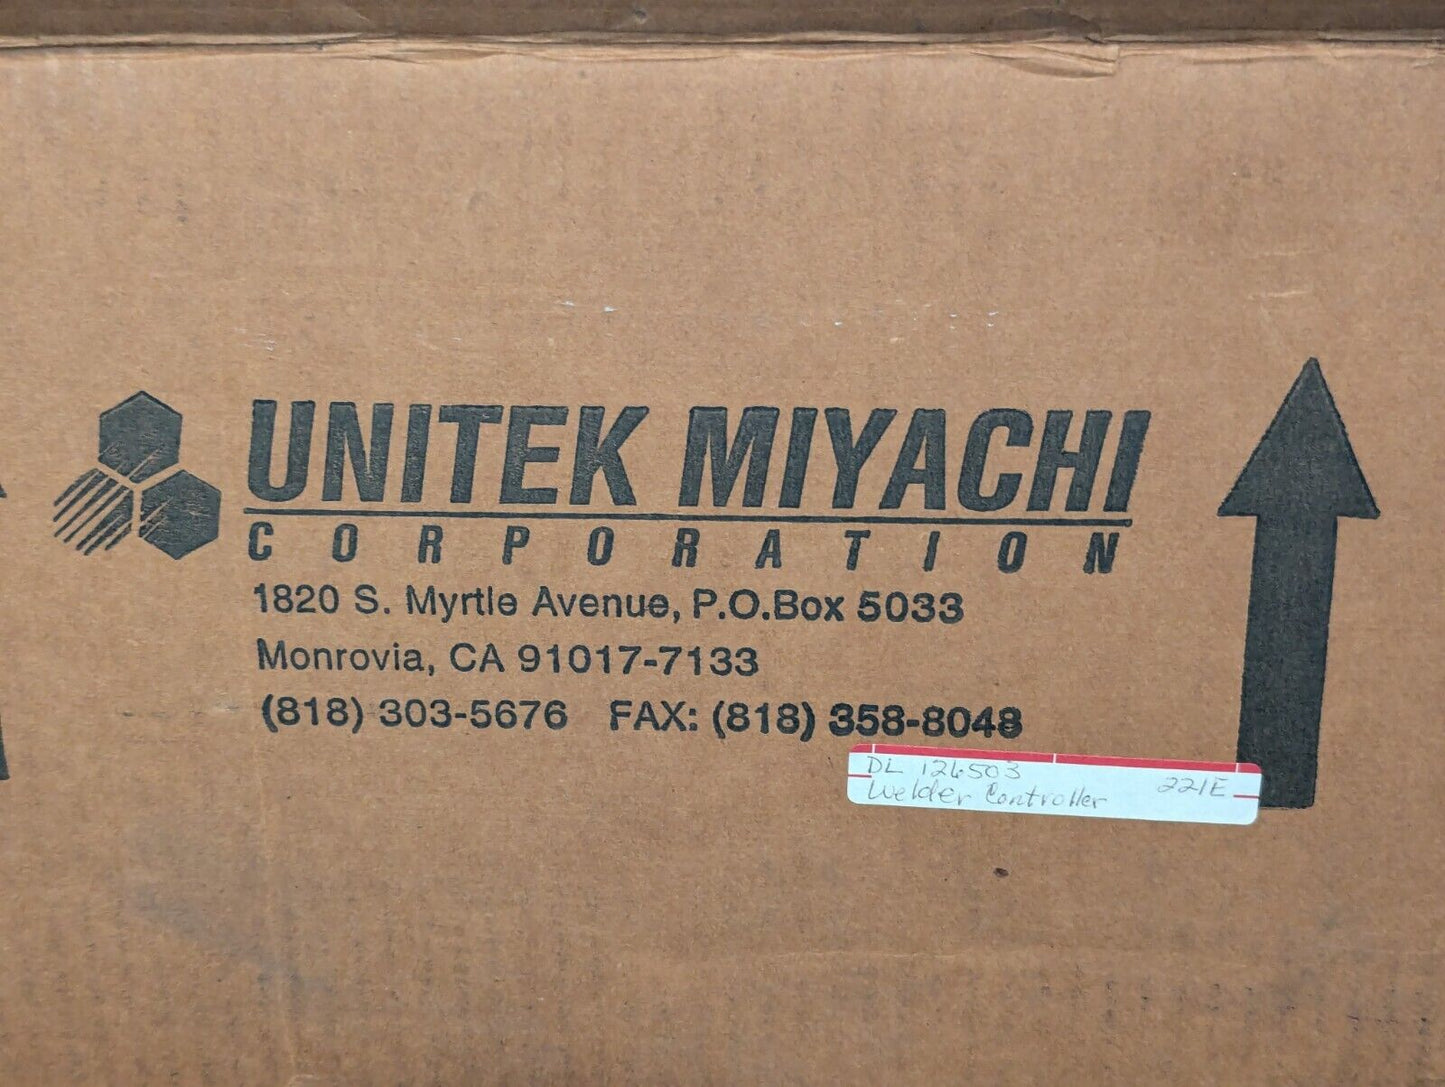 UNITEK MIYACHI
CORPORATION
1820 S. Myrtle Avenue, P.O.Box 5033
Monrovia, CA 91017-7133
(818) 303-5676 FAX: (818) 358-8048
DL 126503 221E
Welder Controller